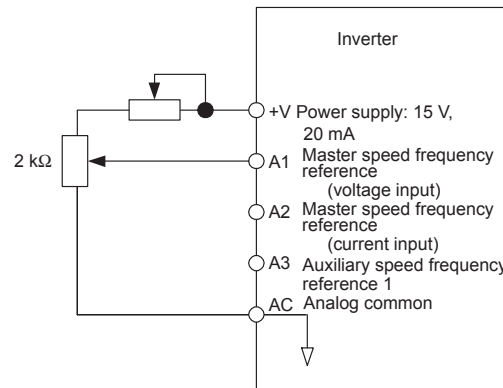 Inverter
+V Power supply: 15 V,
20 mA
2 kΩ
A1 Master speed frequency
reference
(voltage input)
A2 Master speed frequency
reference
(current input)
A3 Auxiliary speed frequency
reference 1
AC Analog common